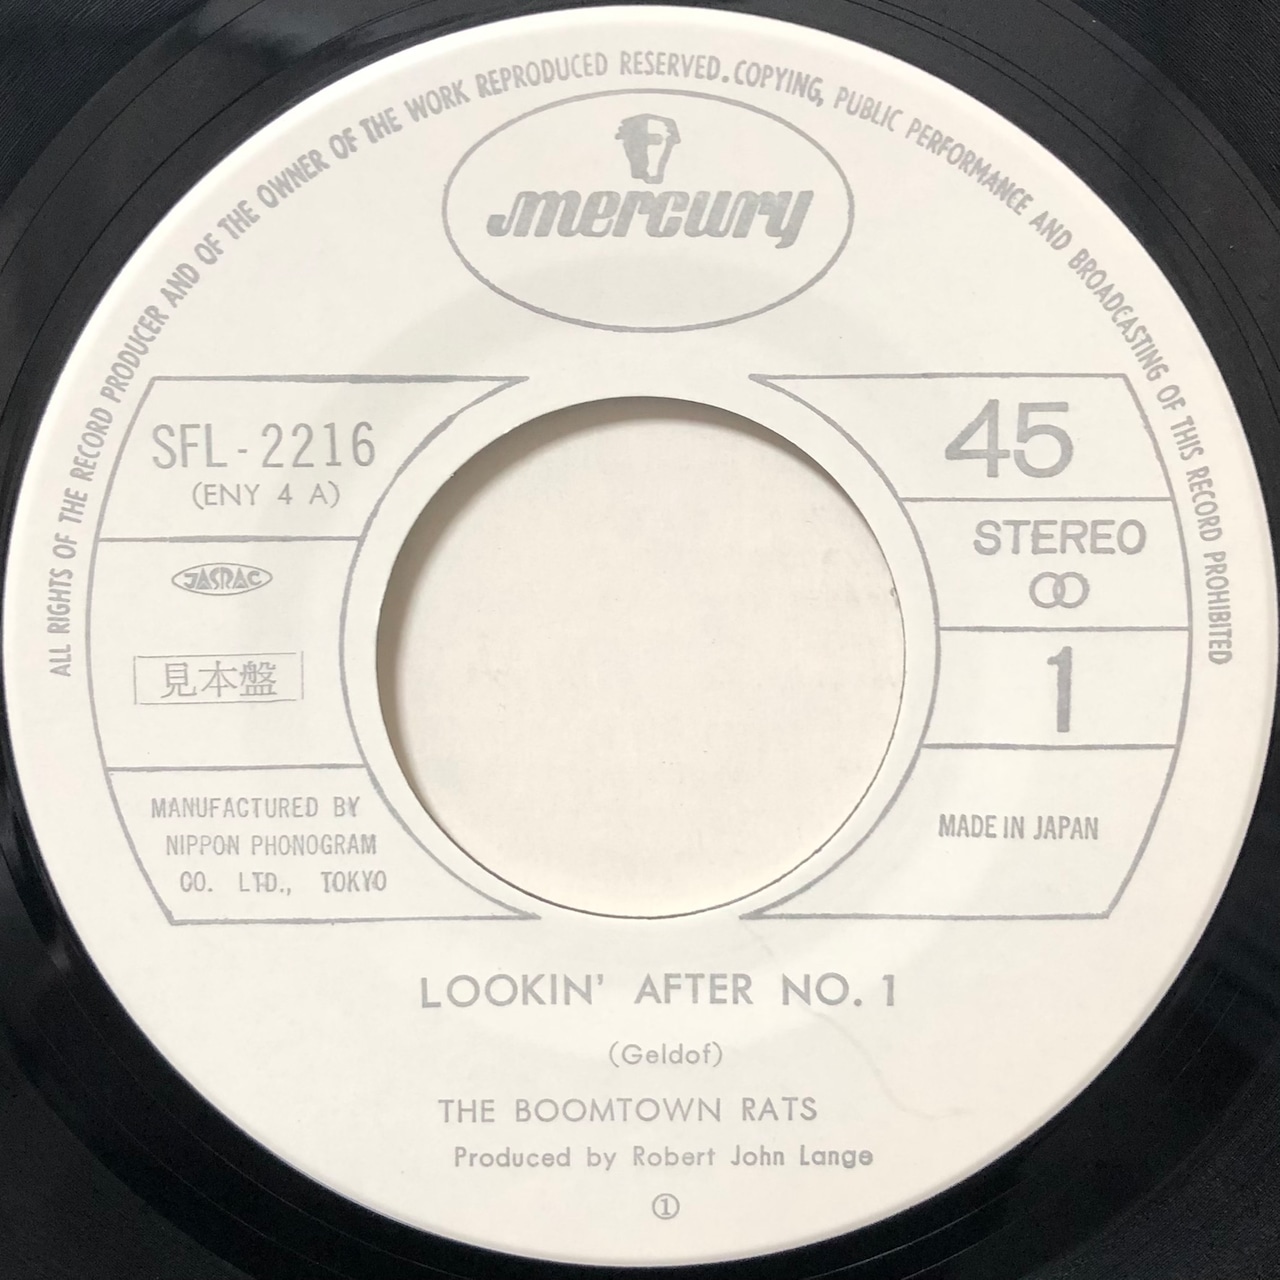 ALL RIGHTS OF THE RECORD PRODUCER AND OF THE OWNER OF THE WORK REPRODUCED RESERVED. COPYING, PUBLIC PERFORMANCE AND BROADCASTING OF THIS RECORD PROHIBITED
mercury
SFL-2216
(ENY 4 A)
JASRAC
見本盤
MANUFACTURED BY
NIPPON PHONOGRAM
CO. LTD., TOKYO
45
STEREO
1
MADE IN JAPAN
LOOKIN' AFTER NO. 1
(Geldof)
THE BOOMTOWN RATS
Produced by Robert John Lange
①